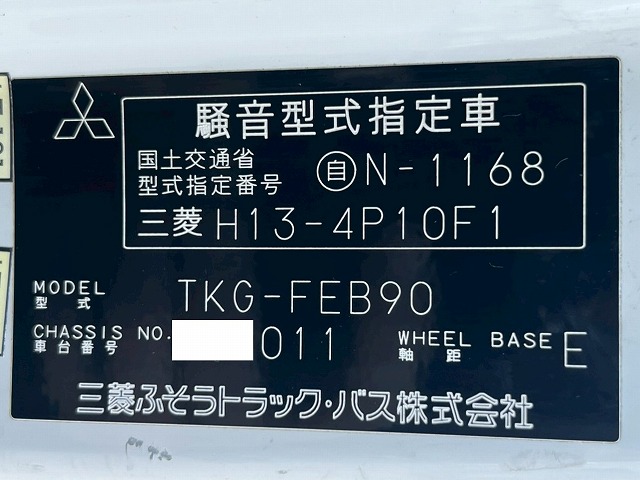 騒音型式指定車
国土交通省
型式指定番号
自 N-1168
三菱 H13-4P10F1
MODEL
型式
TKG-FEB90
CHASSIS NO.
車台番号
011
WHEEL BASE
軸距
E
三菱ふそうトラック・バス株式会社